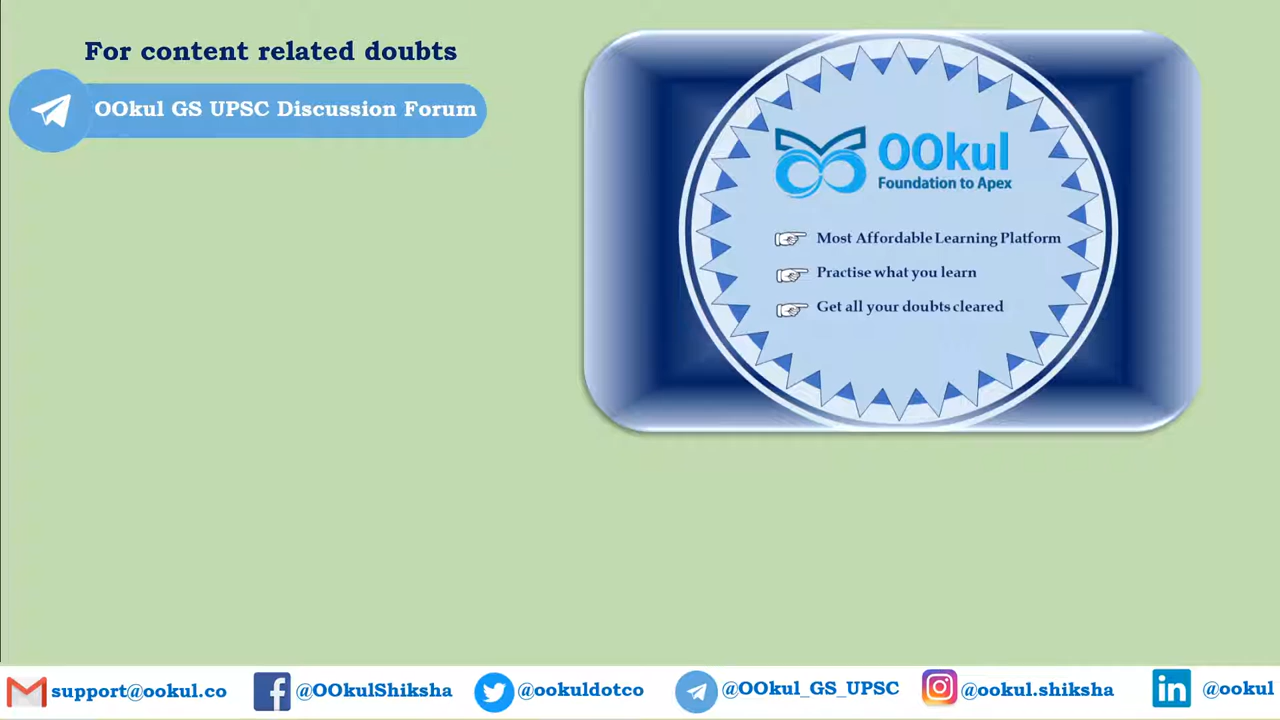 For content related doubts
OOkul GS UPSC Discussion Forum
OOkul
Foundation to Apex
Most Affordable Learning Platform
Practise what you learn
Get all your doubts cleared
support@ookul.co
@OOkulShiksha
@ookuldotco
@OOkul_GS_UPSC
@ookul.shiksha
@ookul